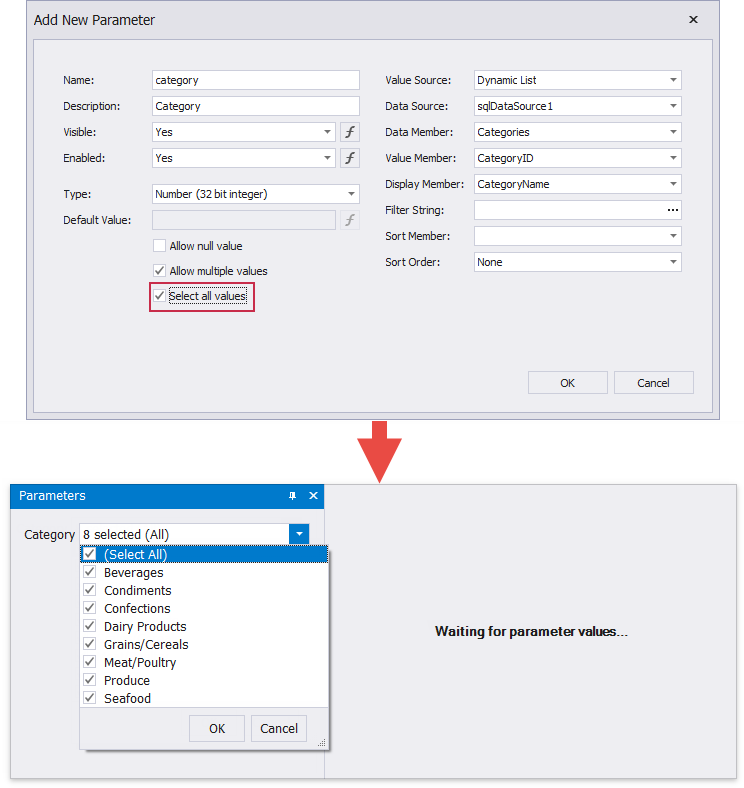 Add New Parameter
Name: category
Description: Category
Visible: Yes
Enabled: Yes
Type: Number (32 bit integer)
Default Value:
Allow null value
Allow multiple values
Select all values
Value Source: Dynamic List
Data Source: sqlDataSource1
Data Member: Categories
Value Member: CategoryID
Display Member: CategoryName
Filter String:
Sort Member:
Sort Order: None
OK Cancel
Parameters
Category 8 selected (All)
(Select All)
Beverages
Condiments
Confections
Dairy Products
Grains/Cereals
Meat/Poultry
Produce
Seafood
OK Cancel
Waiting for parameter values...